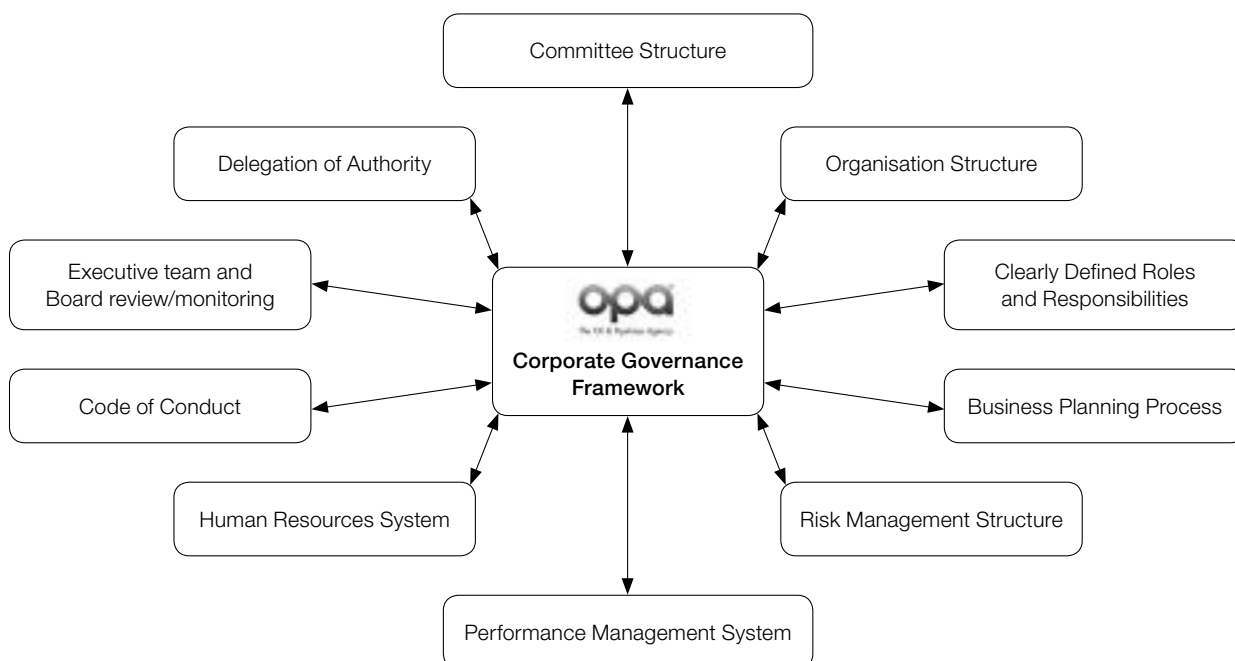 Committee Structure
Delegation of Authority
Organisation Structure
Executive team and
Board review/monitoring
Clearly Defined Roles
and Responsibilities
opa
Corporate Governance
Framework
Code of Conduct
Business Planning Process
Human Resources System
Risk Management Structure
Performance Management System